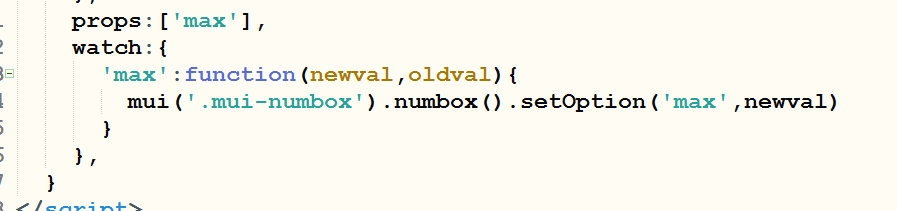 props:['max'],
watch:{
'max':function(newval,oldval){
mui('.mui-numbox').numbox().setOption('max',newval)
}
},
}
</script>